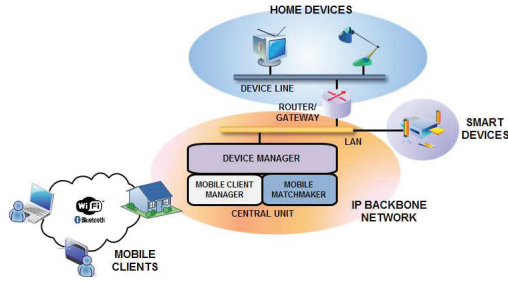 HOME DEVICES
DEVICE LINE
ROUTER/
GATEWAY
LAN
SMART
DEVICES
DEVICE MANAGER
MOBILE CLIENT
MANAGER
MOBILE
MATCHMAKER
CENTRAL UNIT
IP BACKBONE
NETWORK
Wi Fi
Bluetooth
MOBILE
CLIENTS